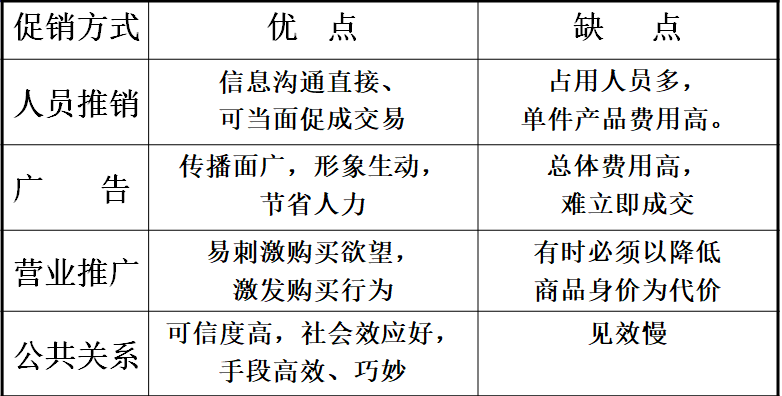 促销方式 优 点 缺 点
人员推销 信息沟通直接、 占用人员多，
可当面促成交易 单件产品费用高。
广 告 传播面广，形象生动， 总体费用高，
节省人力 难立即成交
营业推广 易刺激购买欲望， 有时必须以降低
激发购买行为 商品身价为代价
公共关系 可信度高，社会效应好， 见效慢
手段高效、巧妙